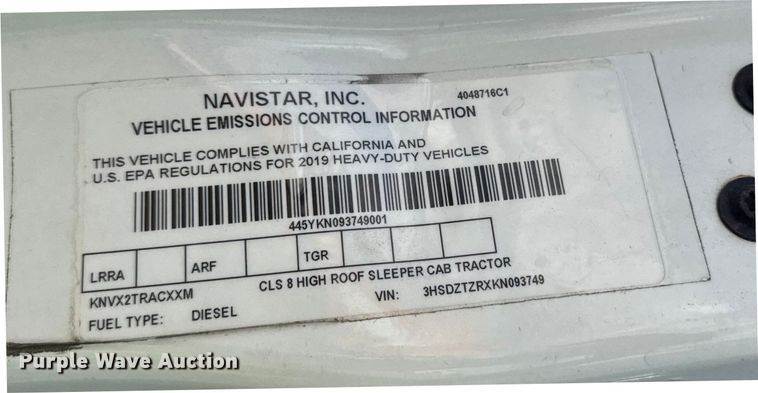 NAVISTAR, INC. 4048716C1
VEHICLE EMISSIONS CONTROL INFORMATION
THIS VEHICLE COMPLIES WITH CALIFORNIA AND
U.S. EPA REGULATIONS FOR 2019 HEAVY-DUTY VEHICLES
445YKN093749001
LRRA ARF TGR
KNVX2TRACXXM CLS 8 HIGH ROOF SLEEPER CAB TRACTOR
FUEL TYPE: DIESEL VIN: 3HSDZTZRXKN093749
Purple Wave Auction